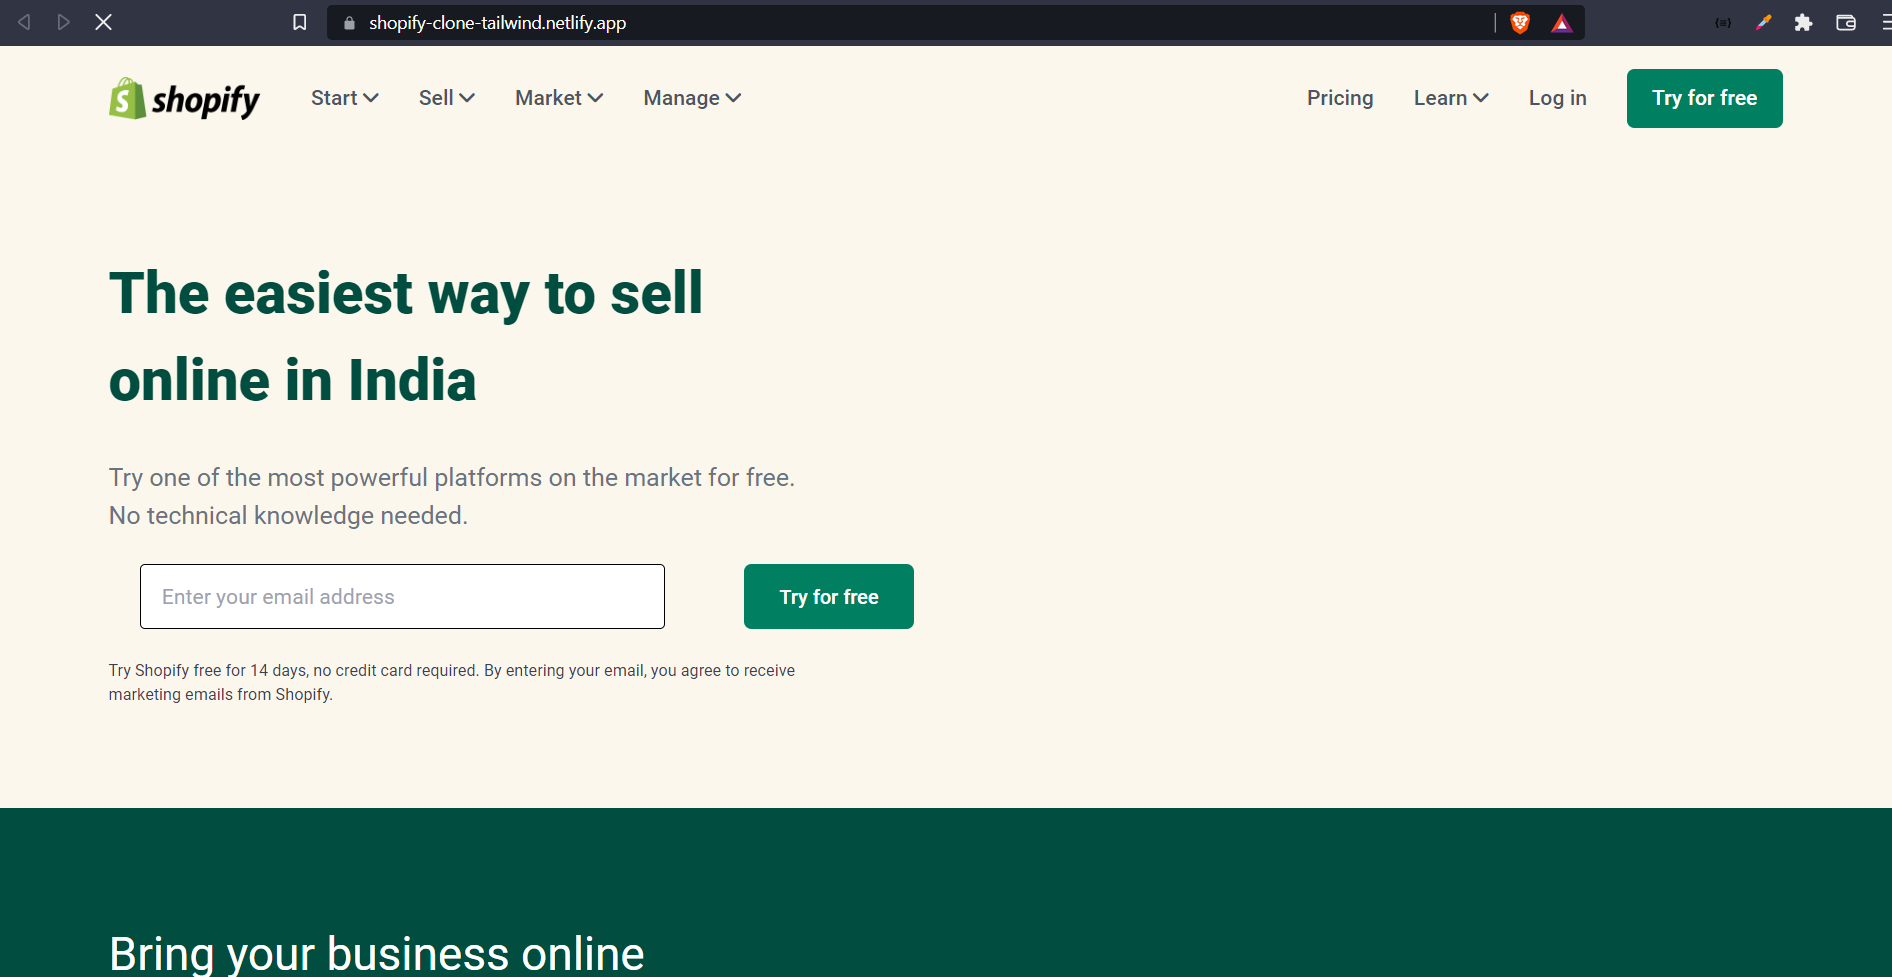 shopify-clone-tailwind.netlify.app
shopify Start Sell Market Manage Pricing Learn Log in Try for free
The easiest way to sell
online in India
Try one of the most powerful platforms on the market for free.
No technical knowledge needed.
Enter your email address Try for free
Try Shopify free for 14 days, no credit card required. By entering your email, you agree to receive
marketing emails from Shopify.
Bring your business online